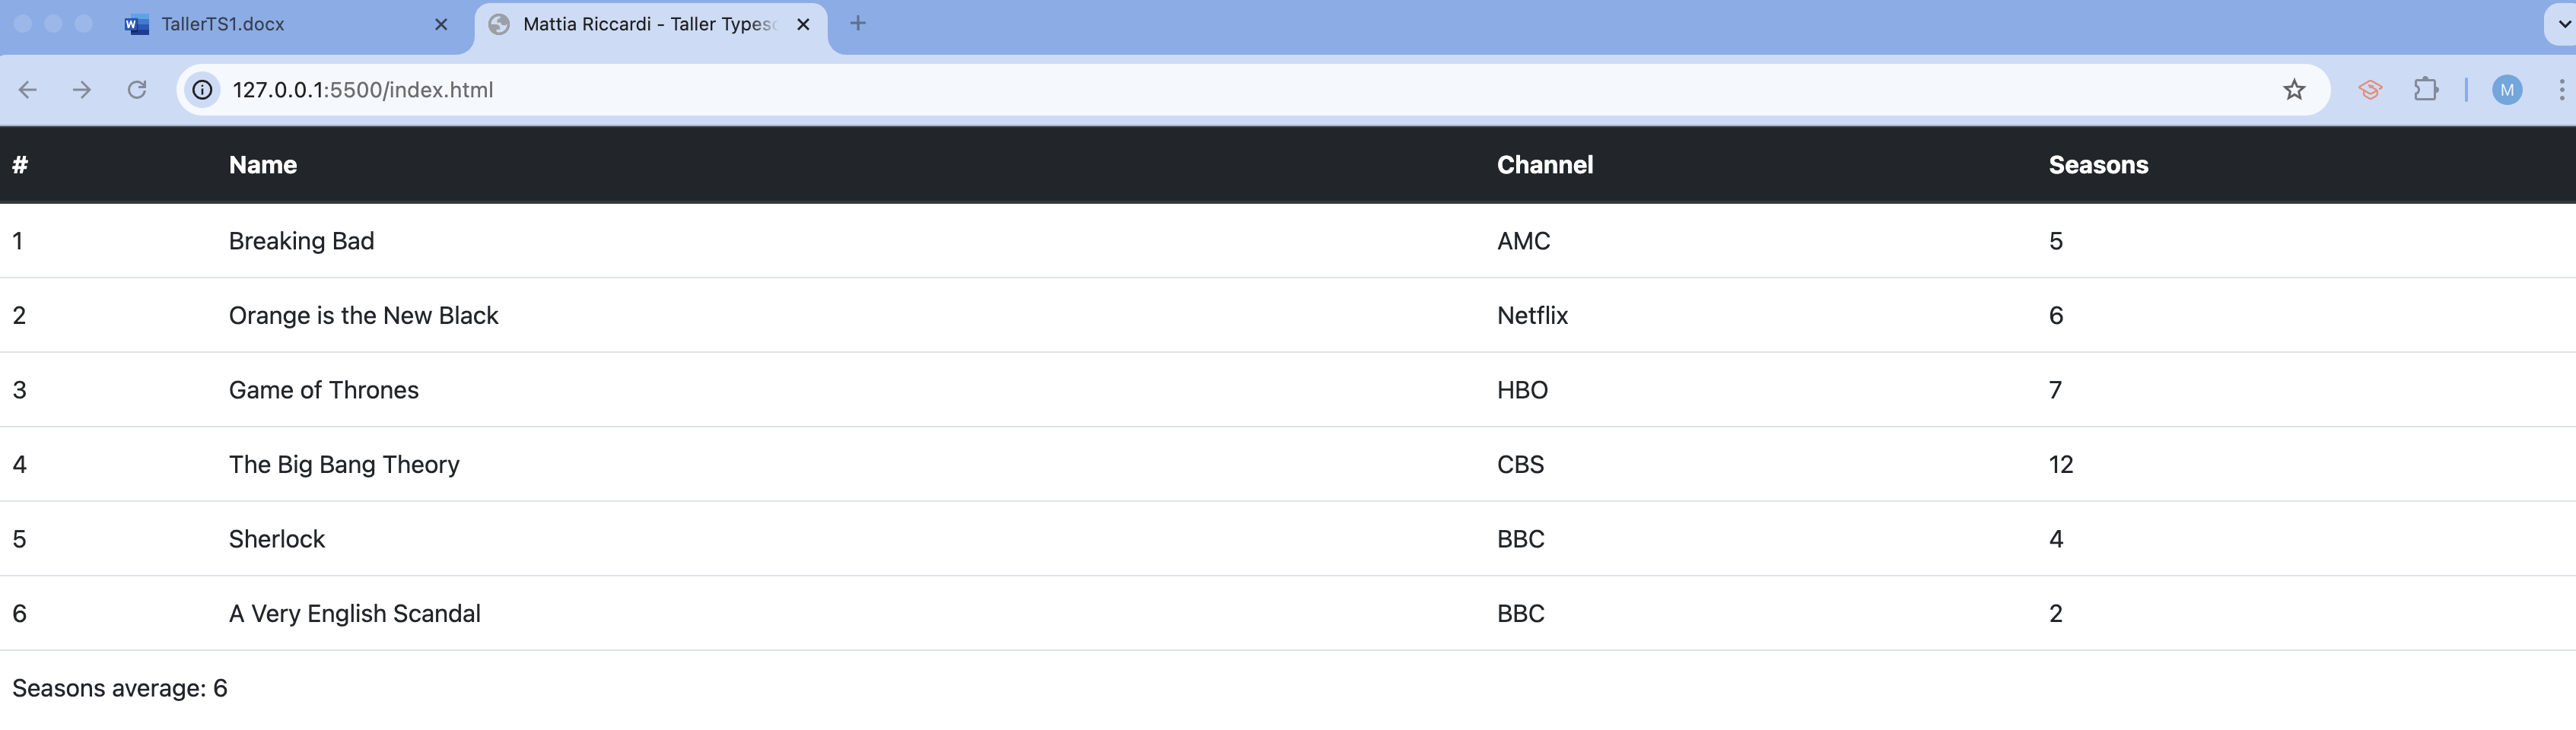 TallerTS1.docx Mattia Riccardi - Taller Typesc
127.0.0.1:5500/index.html M
# Name Channel Seasons
1 Breaking Bad AMC 5
2 Orange is the New Black Netflix 6
3 Game of Thrones HBO 7
4 The Big Bang Theory CBS 12
5 Sherlock BBC 4
6 A Very English Scandal BBC 2
Seasons average: 6